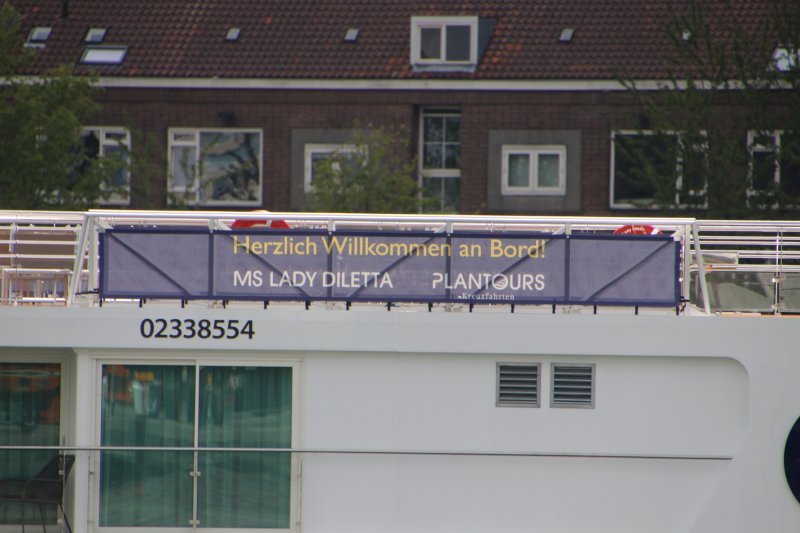 Herzlich Willkommen an Bord!
MS LADY DILETTA PLANTOURS
Kreuzfahrten
02338554